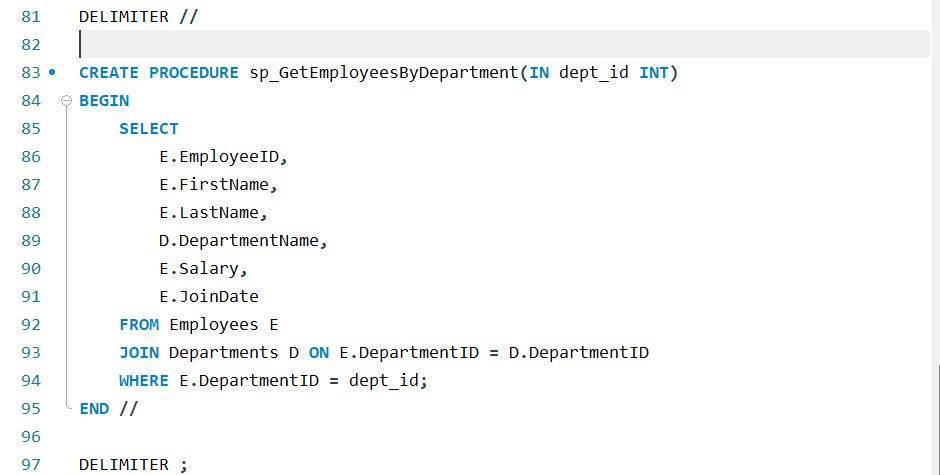 81 DELIMITER //
82
83 CREATE PROCEDURE sp_GetEmployeesByDepartment(IN dept_id INT)
84 BEGIN
85     SELECT
86         E.EmployeeID,
87         E.FirstName,
88         E.LastName,
89         D.DepartmentName,
90         E.Salary,
91         E.JoinDate
92     FROM Employees E
93     JOIN Departments D ON E.DepartmentID = D.DepartmentID
94     WHERE E.DepartmentID = dept_id;
95 END //
96
97 DELIMITER ;